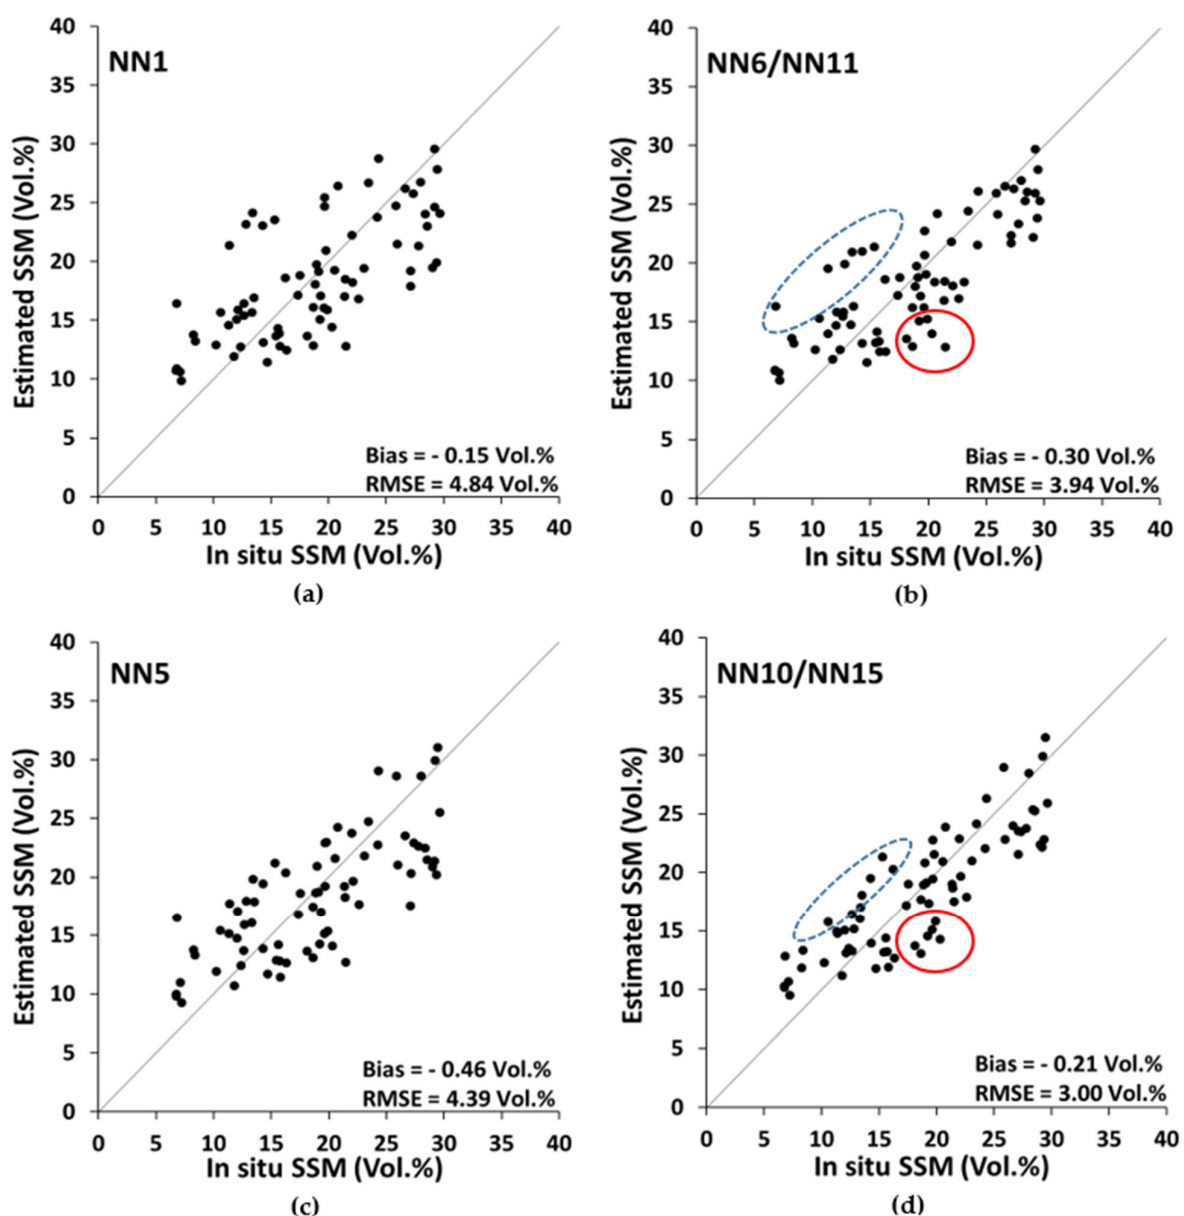 NN1
Estimated SSM (Vol.%)
40
35
30
25
20
15
10
5
0
Bias = - 0.15 Vol.%
RMSE = 4.84 Vol.%
0 5 10 15 20 25 30 35 40
In situ SSM (Vol.%)
(a)
NN6/NN11
Estimated SSM (Vol.%)
40
35
30
25
20
15
10
5
0
Bias = - 0.30 Vol.%
RMSE = 3.94 Vol.%
0 5 10 15 20 25 30 35 40
In situ SSM (Vol.%)
(b)
NN5
Estimated SSM (Vol.%)
40
35
30
25
20
15
10
5
0
Bias = - 0.46 Vol.%
RMSE = 4.39 Vol.%
0 5 10 15 20 25 30 35 40
In situ SSM (Vol.%)
(c)
NN10/NN15
Estimated SSM (Vol.%)
40
35
30
25
20
15
10
5
0
Bias = - 0.21 Vol.%
RMSE = 3.00 Vol.%
0 5 10 15 20 25 30 35 40
In situ SSM (Vol.%)
(d)